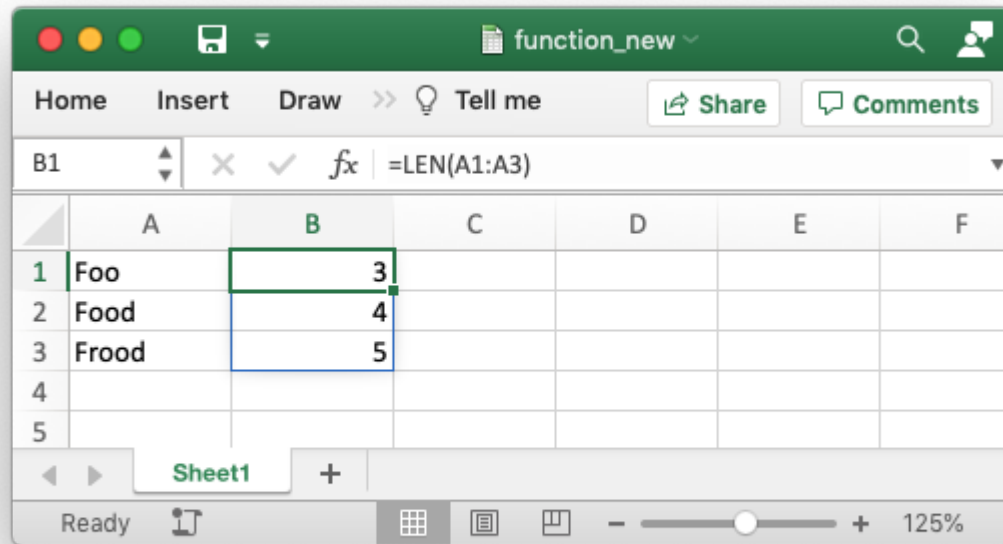 function_new
Home Insert Draw >> Tell me Share Comments
B1 fx =LEN(A1:A3)
A B C D E F
1 Foo 3
2 Food 4
3 Frood 5
4
5
Sheet1 +
Ready − + 125%